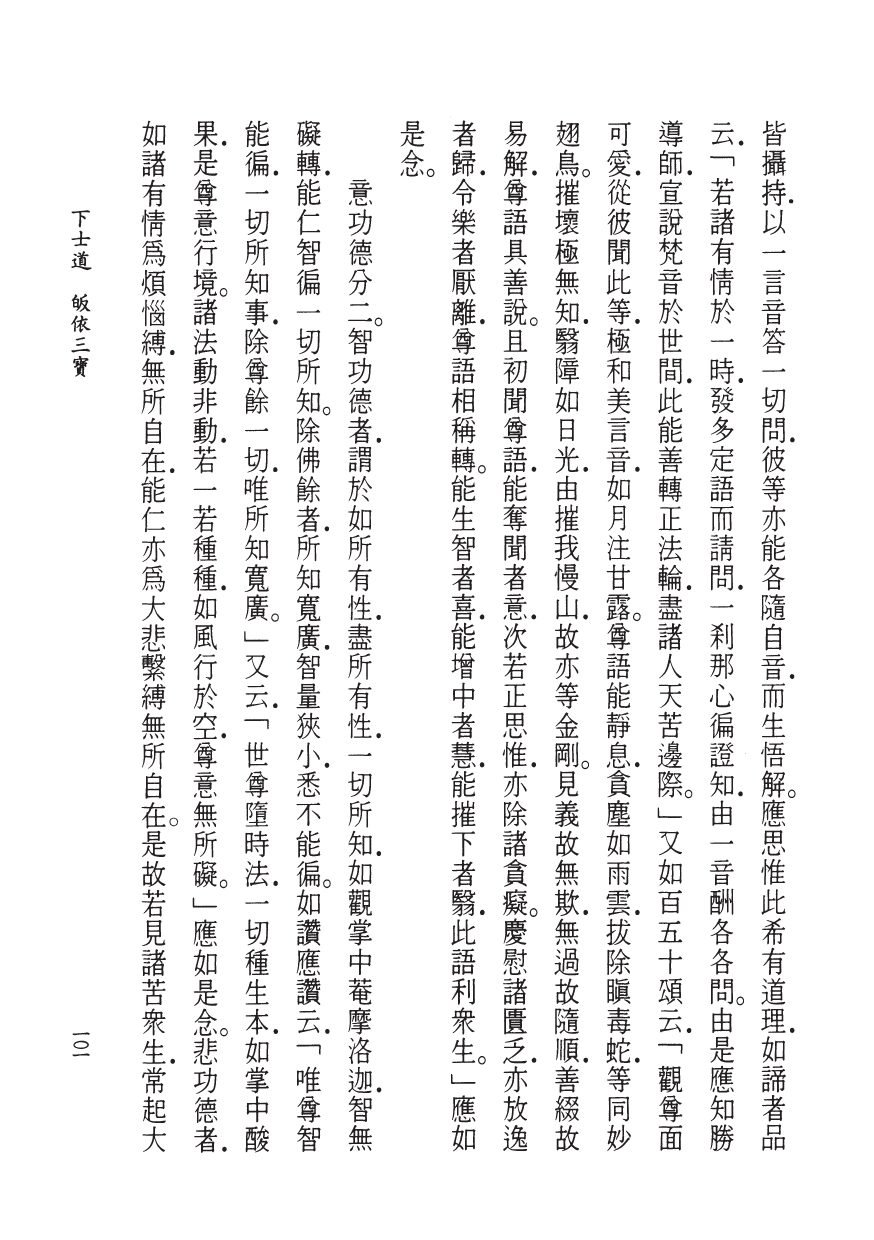 皆攝持．以一言音答一切問．彼等亦能各隨自音．而生悟解。應思惟此希有道理．如諦者品
云．「若諸有情於一時．發多定語而請問．一剎那心徧證知．由一音酬各各問。由是應知勝
導師．宣說梵音於世間．此能善轉正法輪．盡諸人天苦邊際。」又如百五十頌云．「觀尊面
可愛．從彼聞此等．極和美言音．如月注甘露。尊語能靜息．貪塵如雨雲．拔除瞋毒蛇．等同妙
翅鳥。摧壞極無知．翳障如日光．由摧我慢山．故亦等金剛。見義故無欺．無過故隨順．善綴故
易解．尊語具善說。且初聞尊語．能奪聞者意．次若正思惟．亦除諸貪癡。慶慰諸匱乏．亦放逸
者歸．令樂者厭離．尊語相稱轉。能生智者喜．能增中者慧．能摧下者翳．此語利眾生。」應如
是念。
意功德分二。智功德者．謂於如所有性．盡所有性．一切所知．如觀掌中菴摩洛迦．智無
礙轉．能仁智徧一切所知。除佛餘者．所知寬廣．智量狹小．悉不能徧。如讚應讚云．「唯尊智
能徧．一切所知事．除尊餘一切．唯所知寬廣。」又云．「世尊墮時法．一切種生本．如掌中酸
果．是尊意行境。諸法動非動．若一若種種．如風行於空．尊意無所礙。」應如是念。悲功德者．
如諸有情爲煩惱縛．無所自在．能仁亦爲大悲繫縛無所自在。是故若見諸苦眾生．常起大
下士道　皈依三寶
一〇一